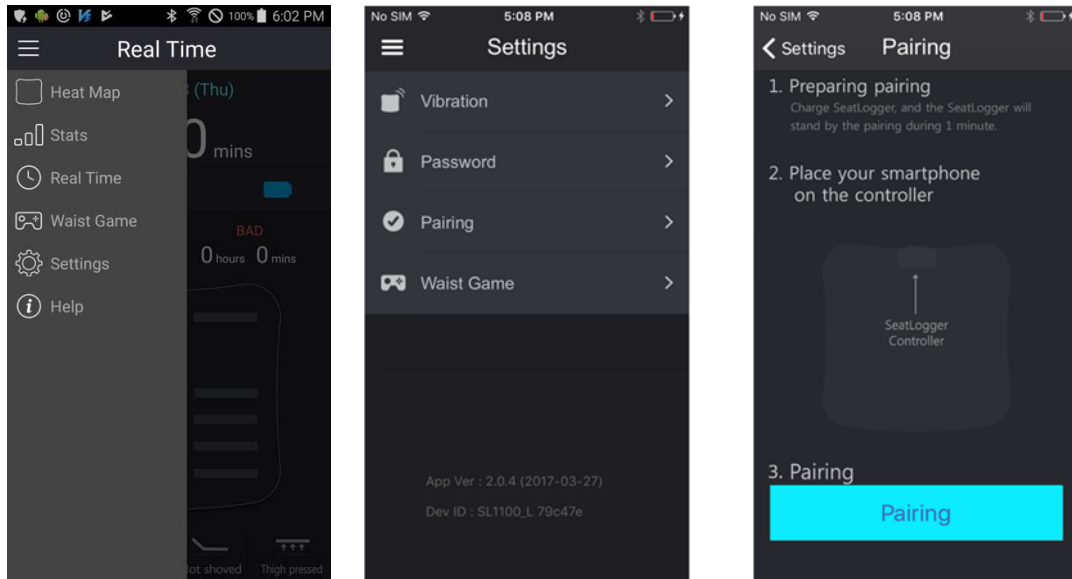 100% 6:02 PM
Real Time
Heat Map
Stats
Real Time
Waist Game
Settings
Help
(Thu)
0 mins
BAD
0 hours 0 mins
ot shoved
Thigh pressed
No SIM 5:08 PM
Settings
Vibration
Password
Pairing
Waist Game
App Ver : 2.0.4 (2017-03-27)
Dev ID : SL1100_L 79c47e
No SIM 5:08 PM
Settings Pairing
1. Preparing pairing
Charge SeatLogger, and the SeatLogger will
stand by the pairing during 1 minute.
2. Place your smartphone
on the controller
SeatLogger
Controller
3. Pairing
Pairing